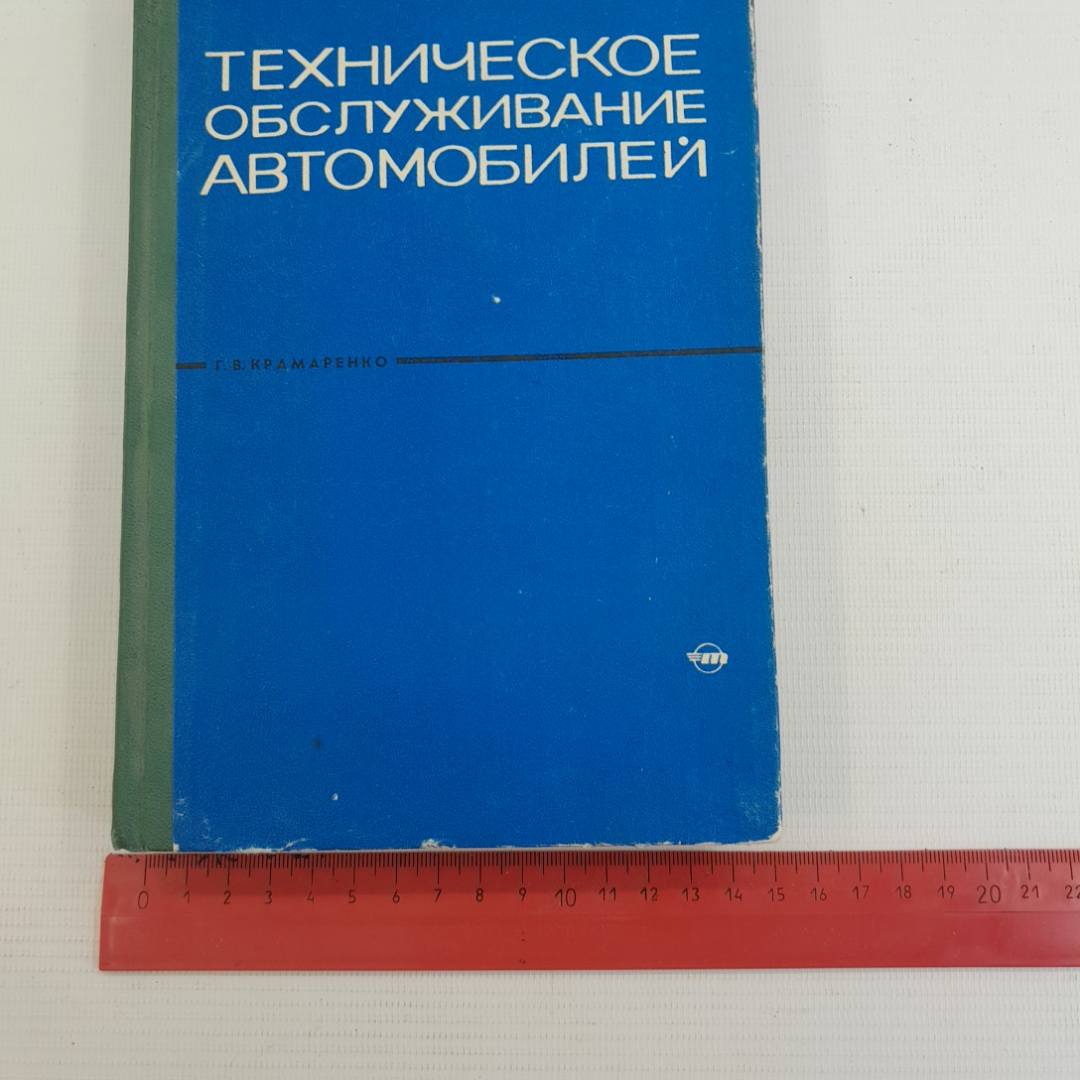 ТЕХНИЧЕСКОЕ
ОБСЛУЖИВАНИЕ
АВТОМОБИЛЕЙ
Г. В. КРАМАРЕНКО
m
0 1 2 3 4 5 6 7 8 9 10 11 12 13 14 15 16 17 18 19 20 21 22